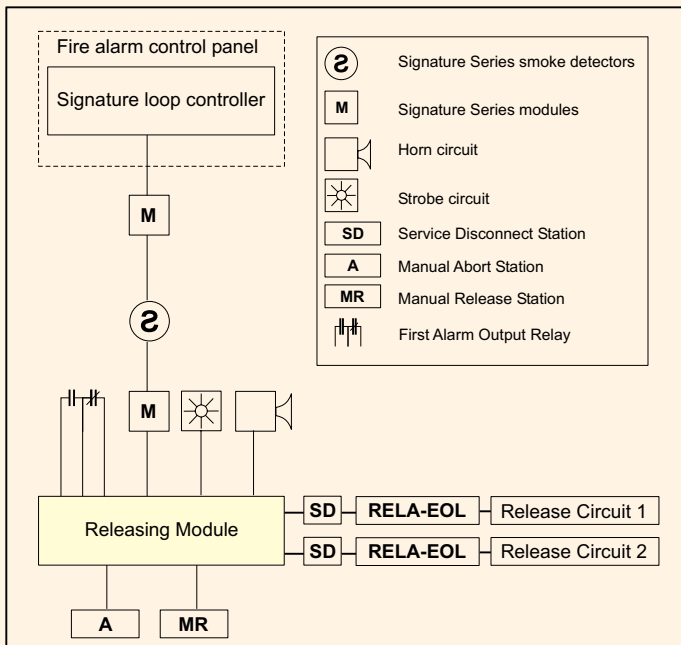 Fire alarm control panel
Signature loop controller
M
S
M
Releasing Module
SD
RELA-EOL
Release Circuit 1
SD
RELA-EOL
Release Circuit 2
A
MR
S
Signature Series smoke detectors
M
Signature Series modules
Horn circuit
Strobe circuit
SD
Service Disconnect Station
A
Manual Abort Station
MR
Manual Release Station
First Alarm Output Relay